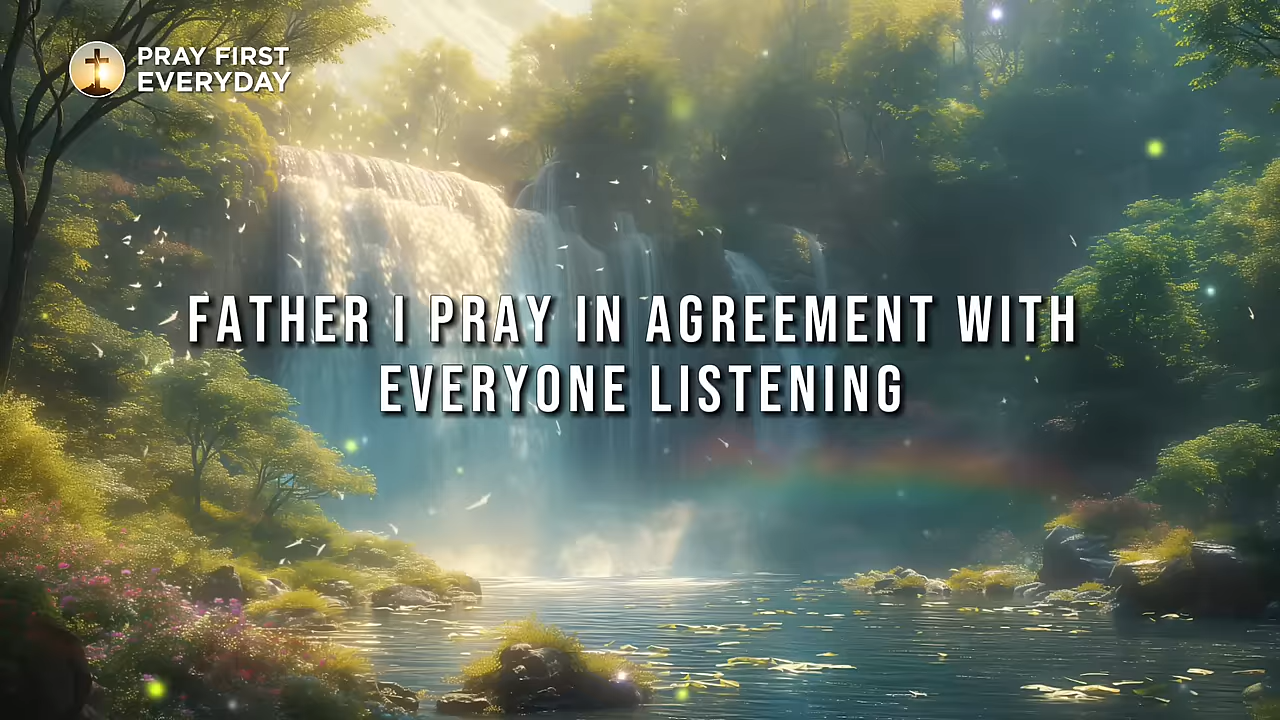 PRAY FIRST
EVERYDAY
FATHER I PRAY IN AGREEMENT WITH
EVERYONE LISTENING